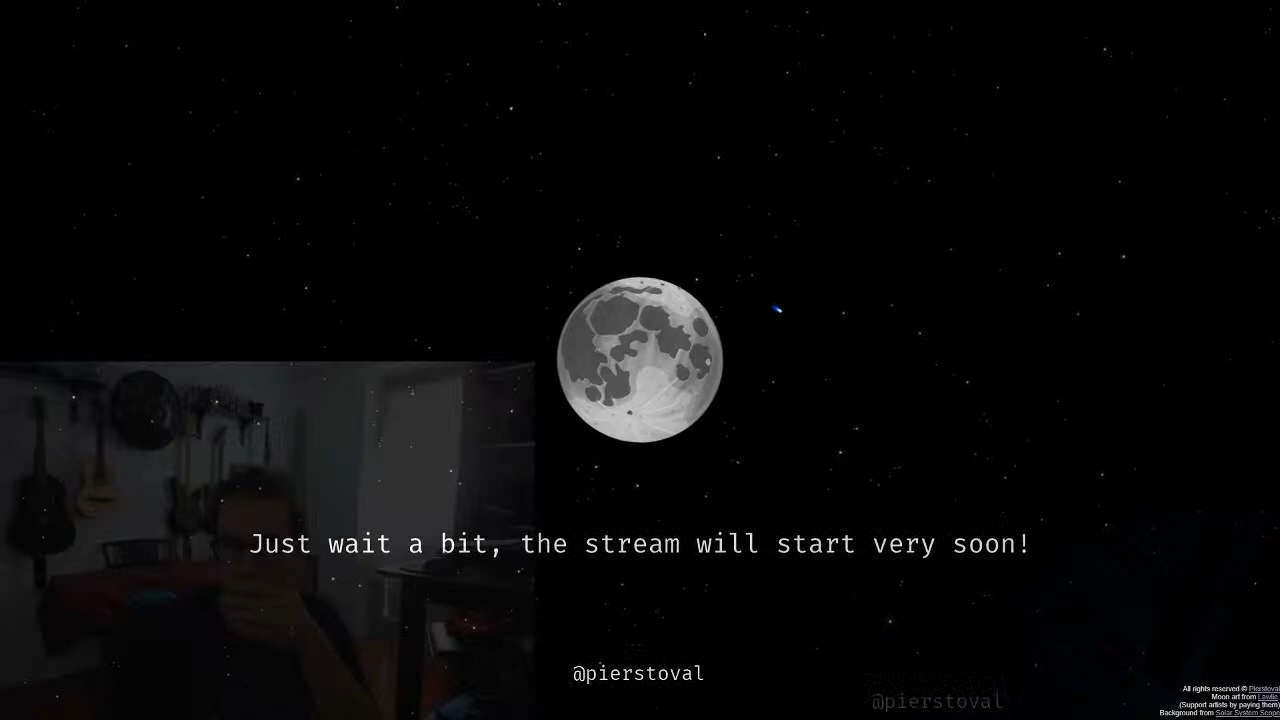 Just wait a bit, the stream will start very soon!
@pierstoval
@pierstoval
All rights reserved © Pierstoval
Moon art from Lawlie
(Support artists by paying them)
Background from Solar System Scope